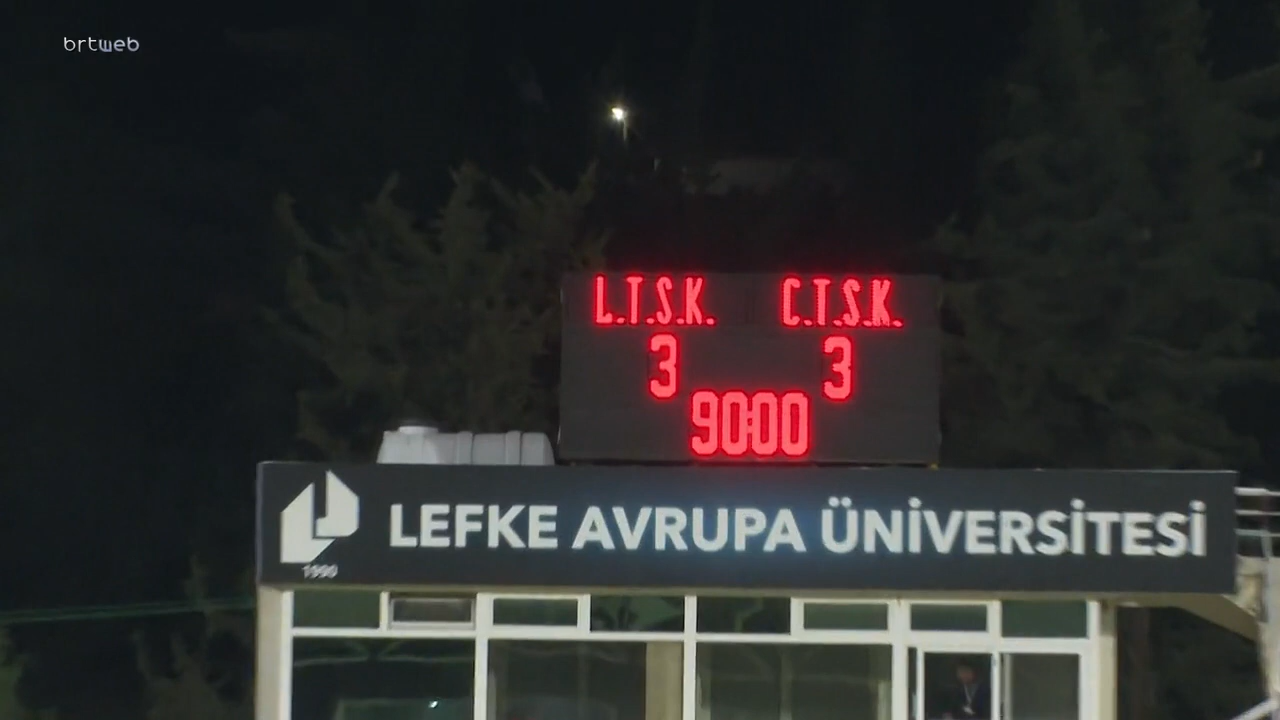 brtweb
L.T.S.K. C.T.S.K.
3 3
90:00
LEFKE AVRUPA ÜNİVERSİTESİ
1990